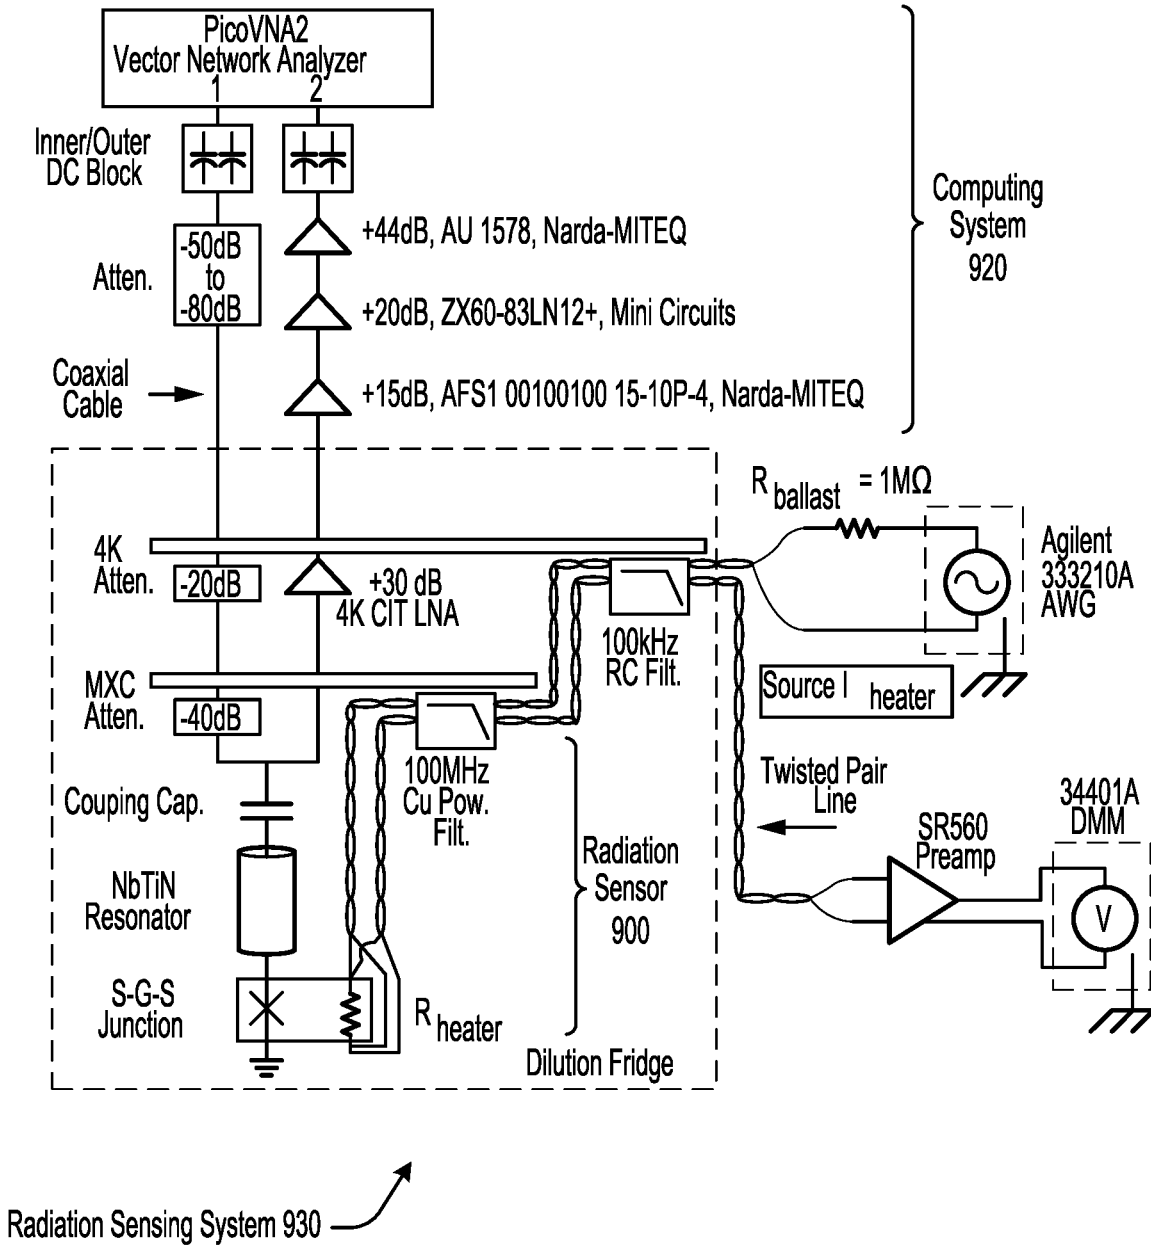 PicoVNA2
Vector Network Analyzer
1 2
Inner/Outer
DC Block
-50dB
to
-80dB
Atten.
+44dB, AU 1578, Narda-MITEQ
+20dB, ZX60-83LN12+, Mini Circuits
+15dB, AFS1 00100100 15-10P-4, Narda-MITEQ
Computing
System
920
Coaxial
Cable
4K
Atten.
-20dB
+30 dB
4K CIT LNA
100kHz
RC Filt.
R ballast = 1MΩ
Agilent
333210A
AWG
Source I heater
MXC
Atten.
-40dB
100MHz
Cu Pow.
Filt.
Twisted Pair
Line
Couping Cap.
NbTiN
Resonator
Radiation
Sensor
900
SR560
Preamp
34401A
DMM
V
S-G-S
Junction
R heater
Dilution Fridge
Radiation Sensing System 930